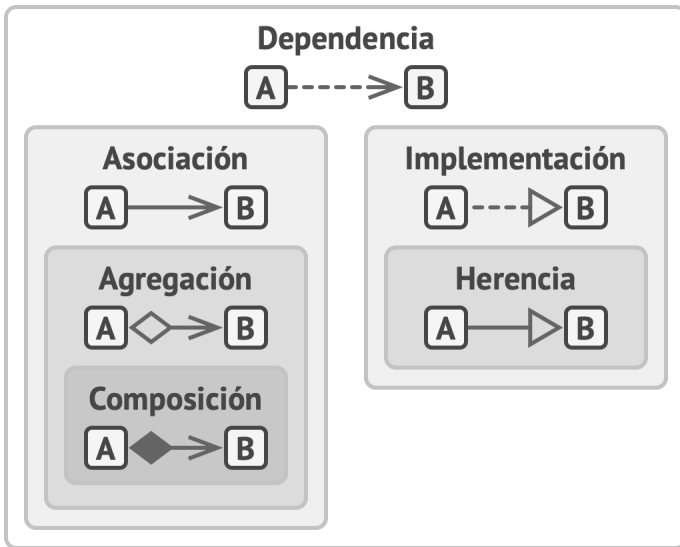 Dependencia
A B
Asociación
A B
Agregación
A B
Composición
A B
Implementación
A B
Herencia
A B